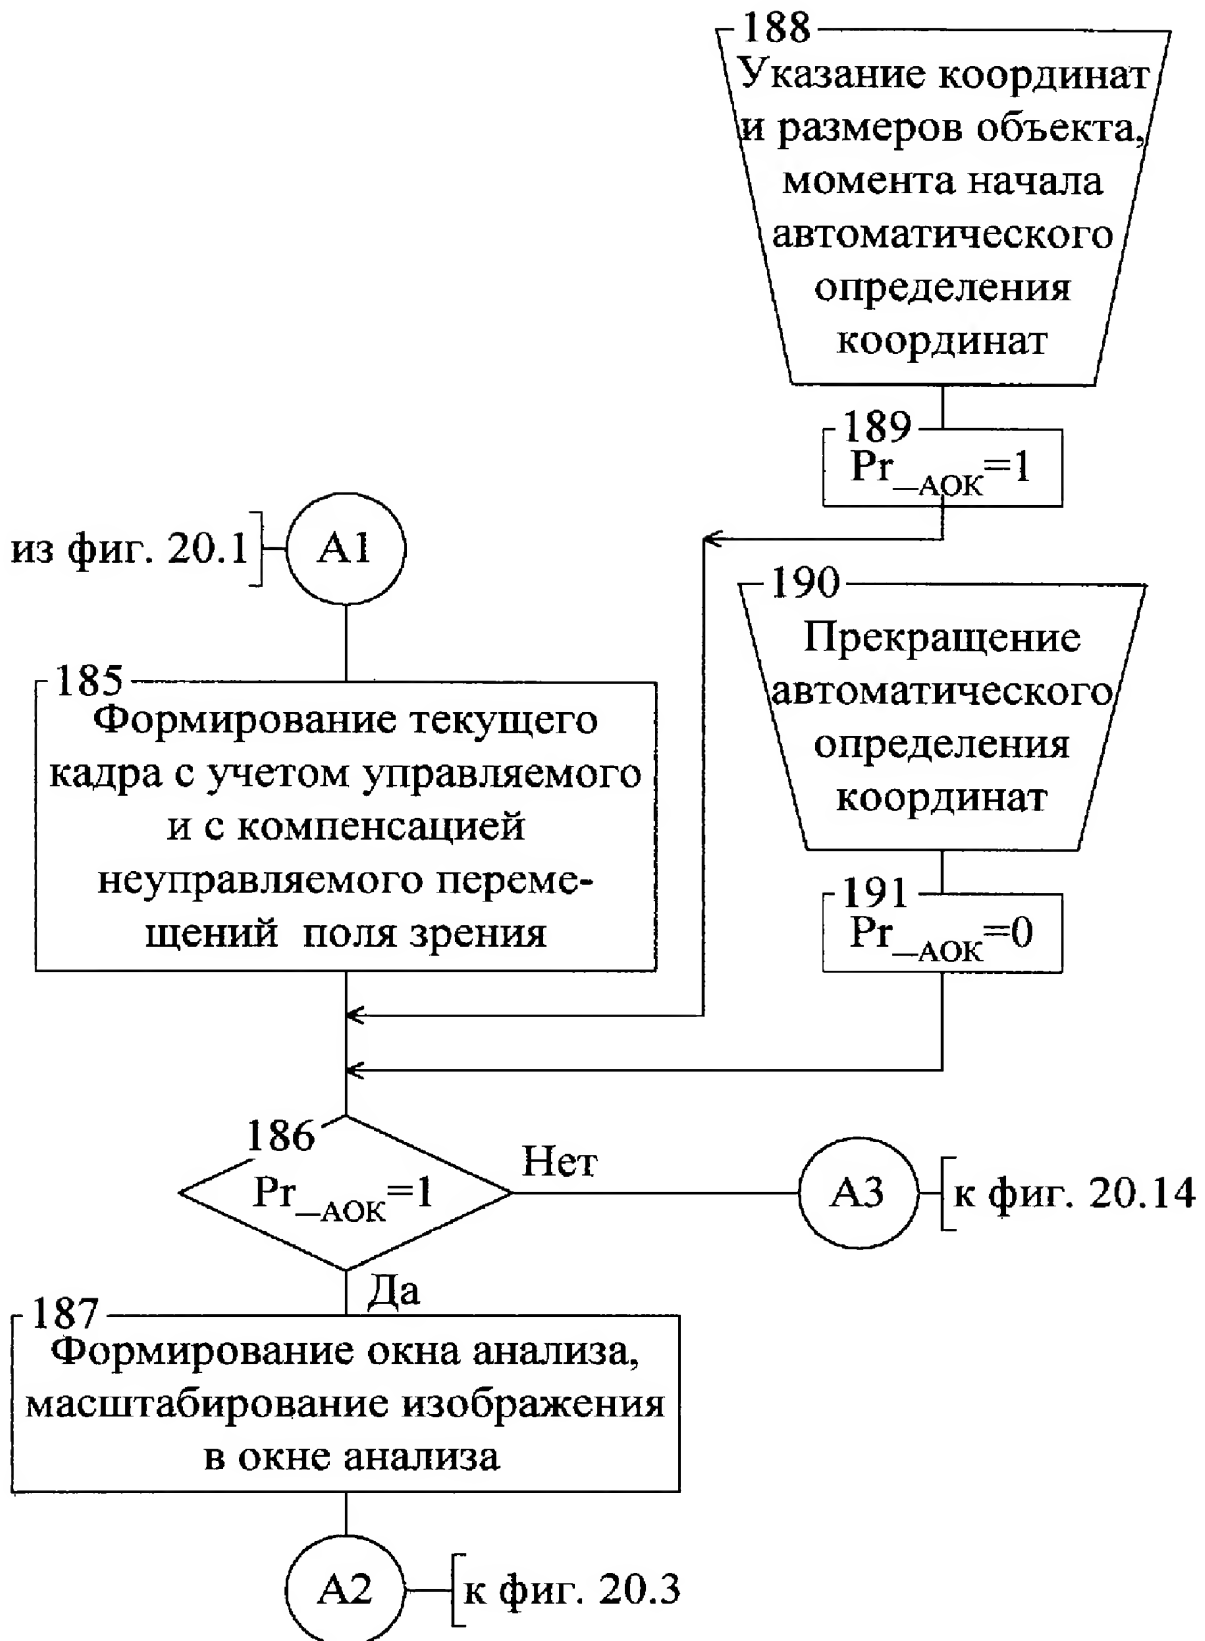 188
Указание координат
и размеров объекта,
момента начала
автоматического
определения
координат
189
Pr_АОК=1
из фиг. 20.1
А1
190
Прекращение
автоматического
определения
координат
185
Формирование текущего
кадра с учетом управляемого
и с компенсацией
неуправляемого переме-
щений поля зрения
191
Pr_АОК=0
186
Pr_АОК=1
Нет
А3
к фиг. 20.14
Да
187
Формирование окна анализа,
масштабирование изображения
в окне анализа
А2
к фиг. 20.3